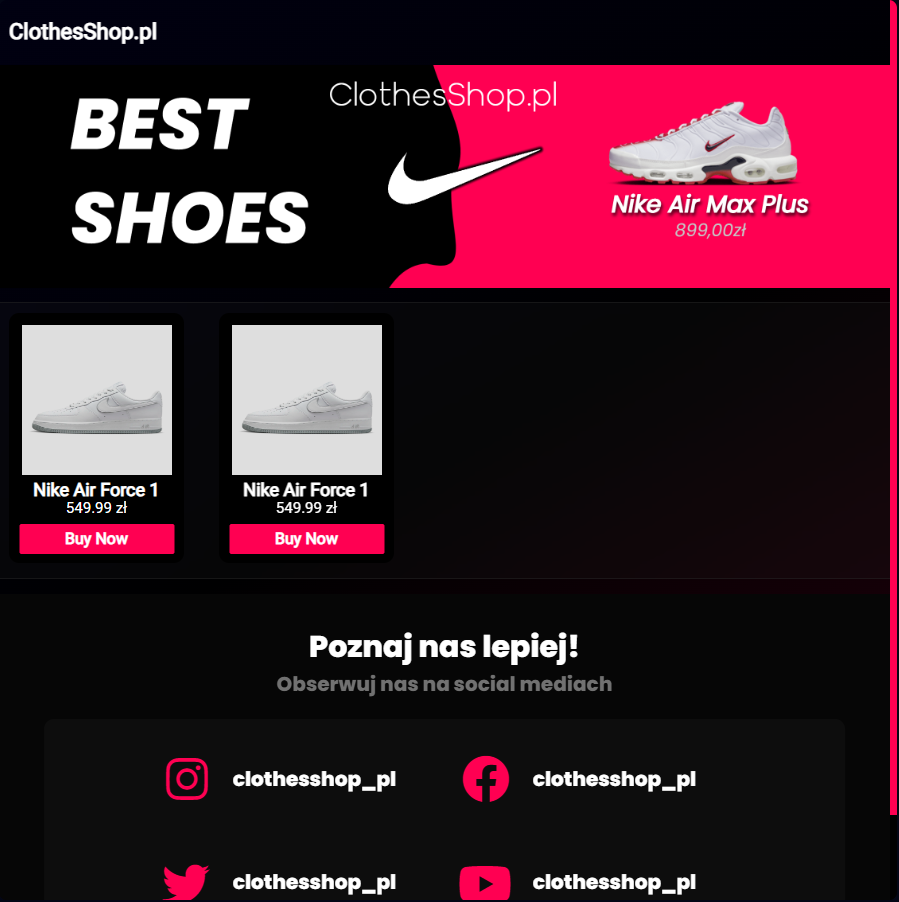 ClothesShop.pl
ClothesShop.pl
BEST
SHOES
Nike Air Max Plus
899,00zł
Nike Air Force 1
549.99 zł
Buy Now
Nike Air Force 1
549.99 zł
Buy Now
Poznaj nas lepiej!
Obserwuj nas na social mediach
clothesshop_pl
clothesshop_pl
clothesshop_pl
clothesshop_pl